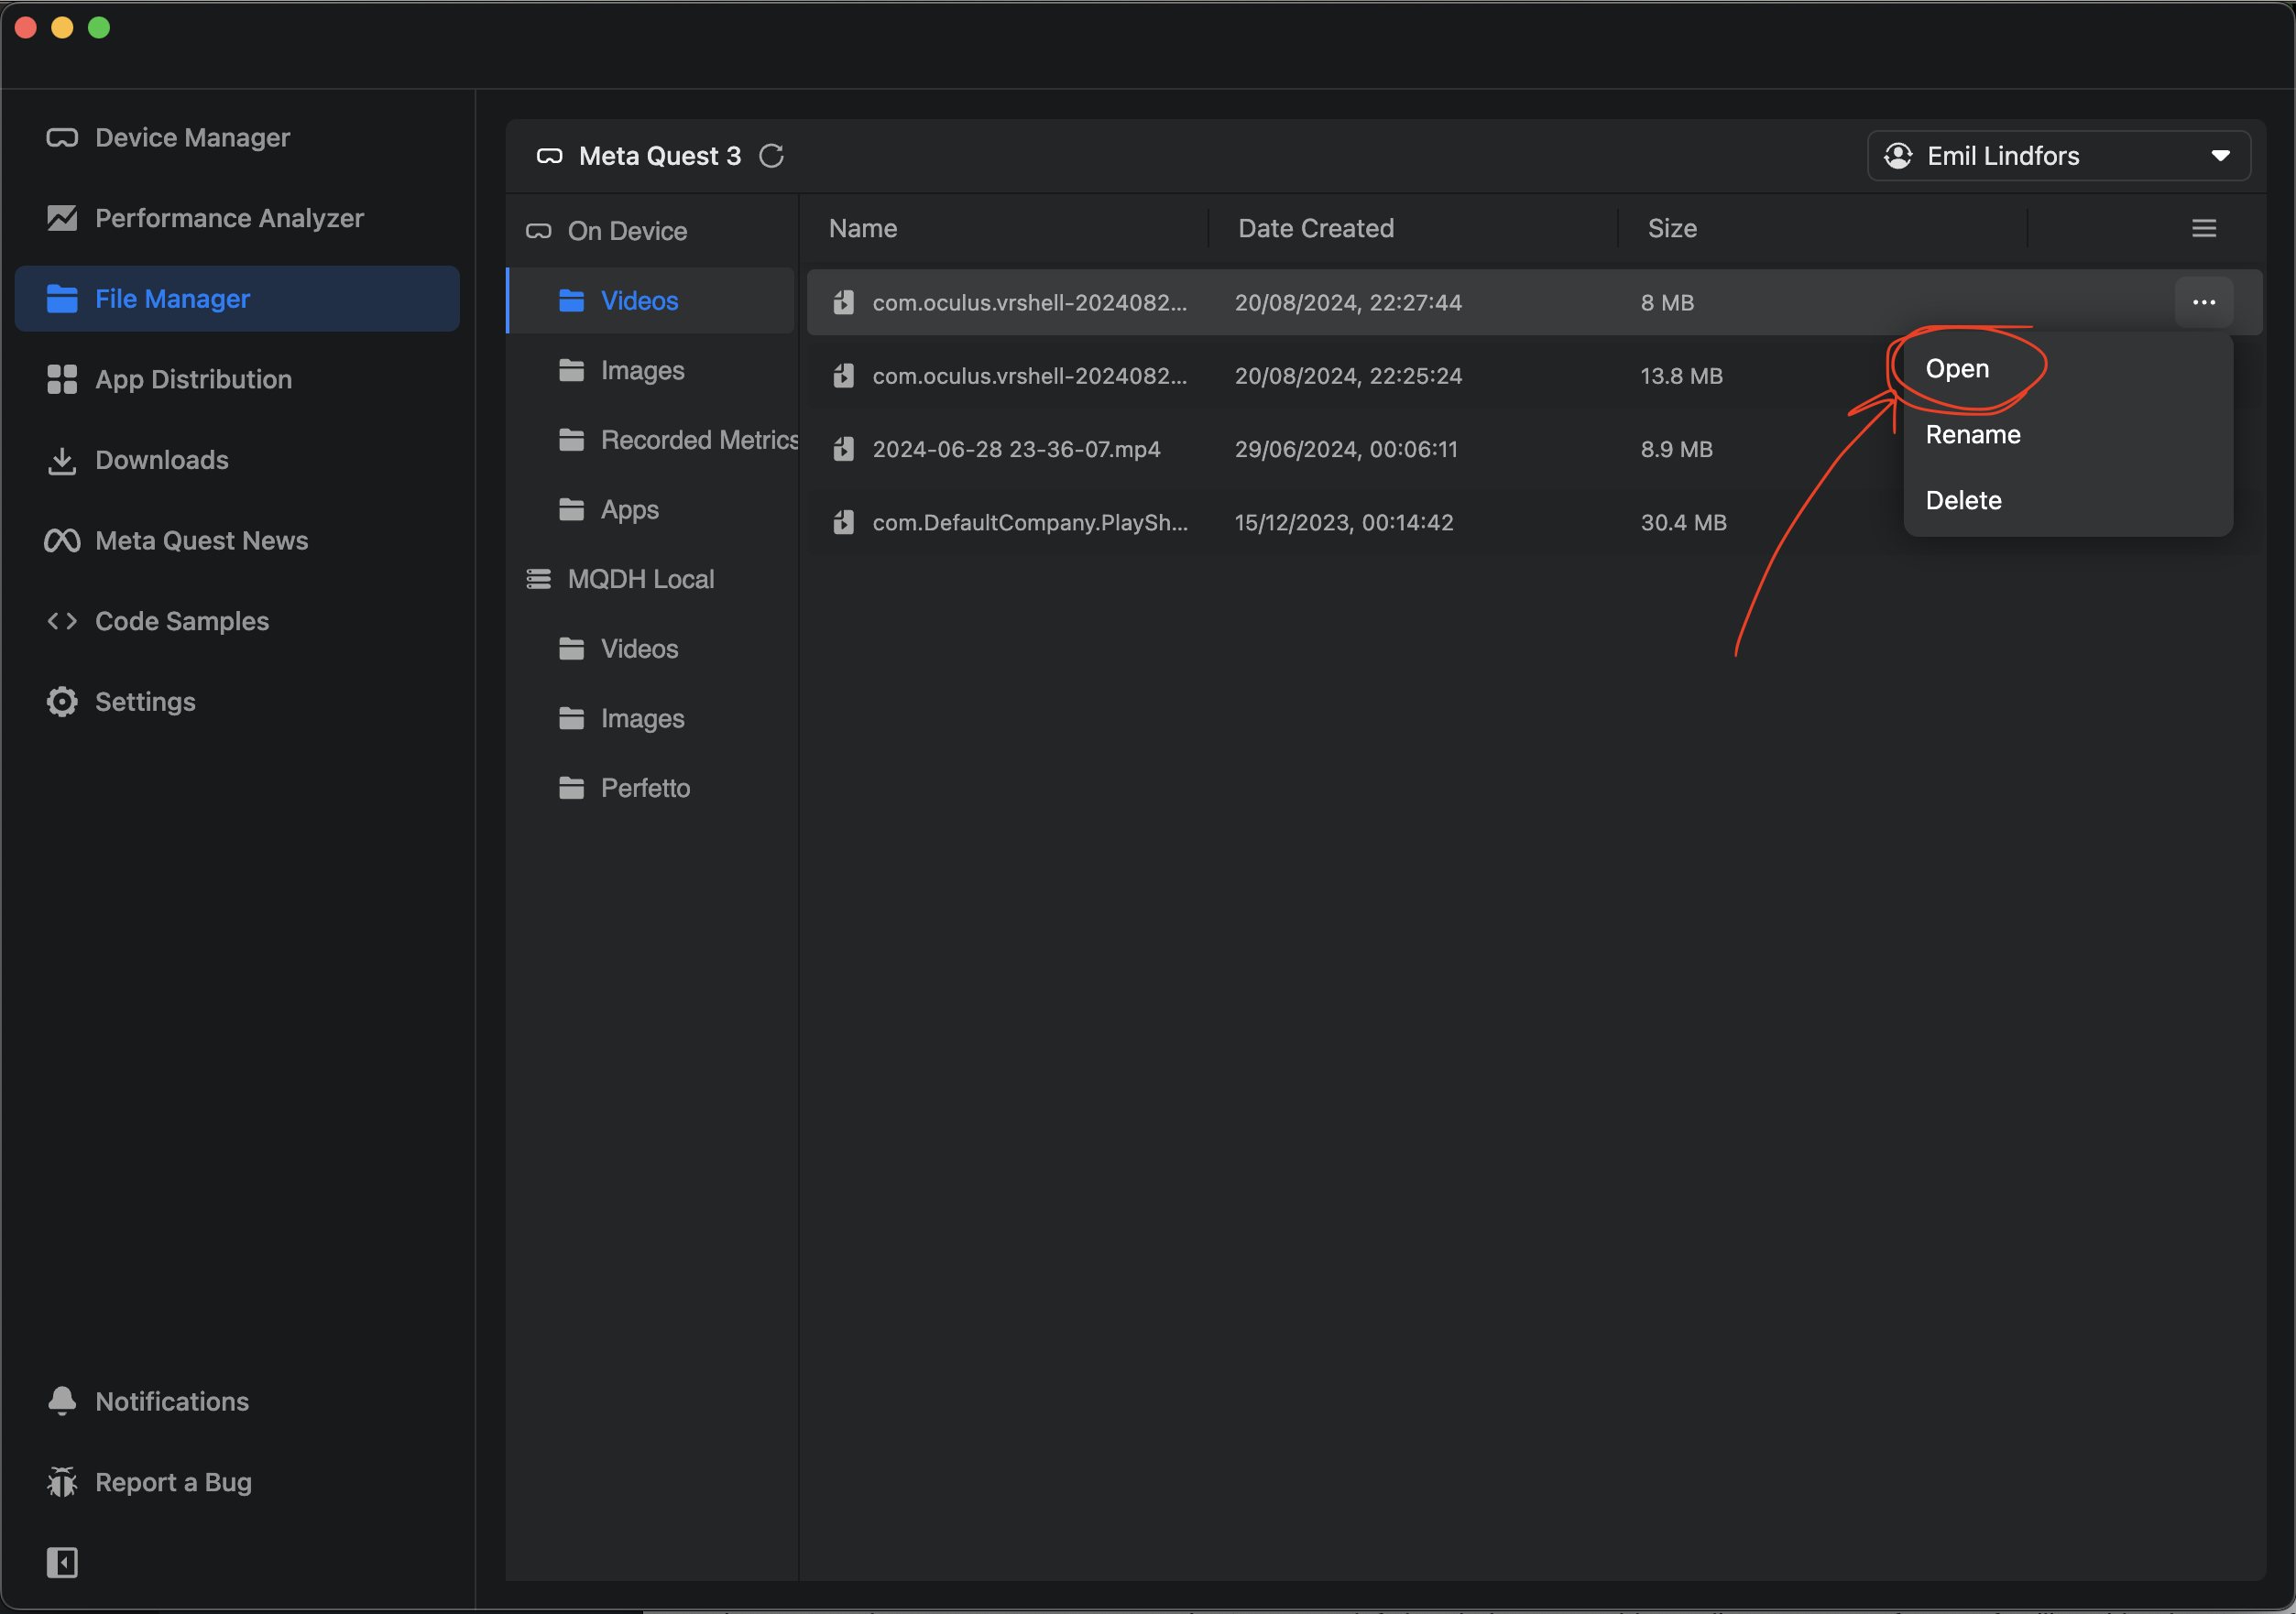 Device Manager
Performance Analyzer
File Manager
App Distribution
Downloads
Meta Quest News
Code Samples
Settings
Notifications
Report a Bug
Meta Quest 3
Emil Lindfors
On Device
Videos
Images
Recorded Metrics
Apps
MQDH Local
Videos
Images
Perfetto
Name Date Created Size
com.oculus.vrshell-2024082... 20/08/2024, 22:27:44 8 MB
com.oculus.vrshell-2024082... 20/08/2024, 22:25:24 13.8 MB
2024-06-28 23-36-07.mp4 29/06/2024, 00:06:11 8.9 MB
com.DefaultCompany.PlaySh... 15/12/2023, 00:14:42 30.4 MB
Open
Rename
Delete